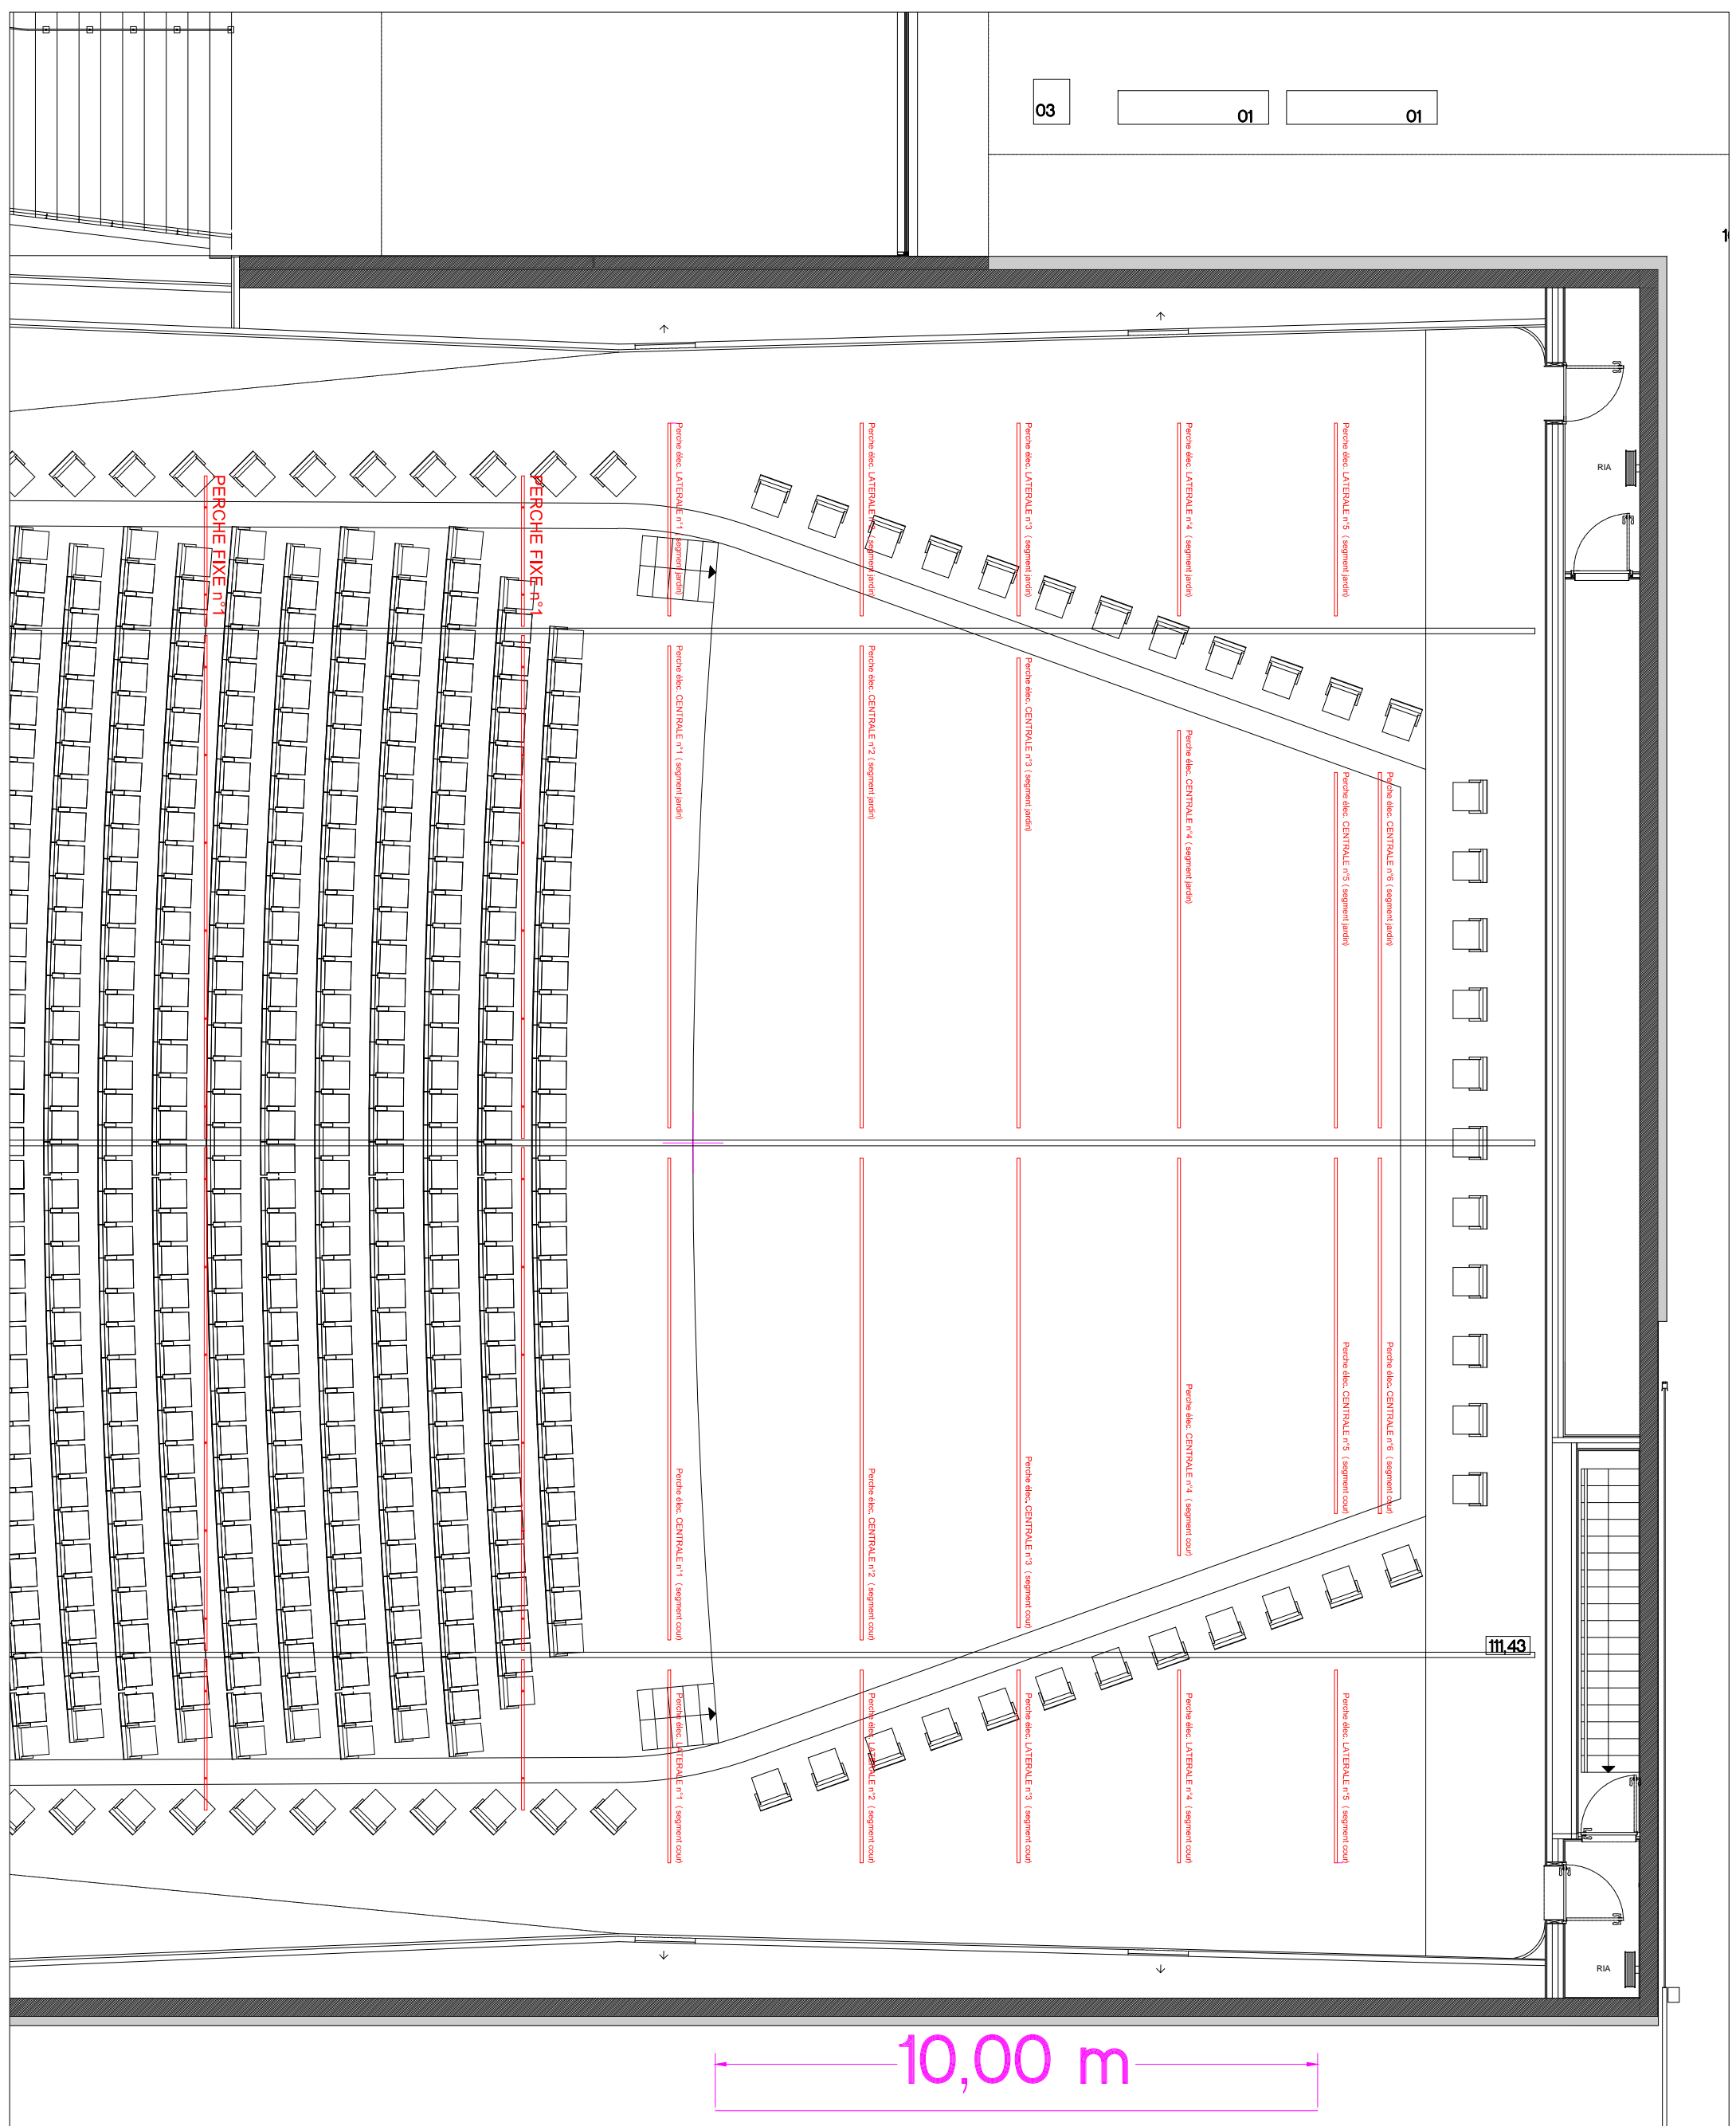 03
01
01
1
RIA
PERCHE FIXE n°1
PERCHE FIXE n°1
Perche élec. LATERALE n°1 ( segment jardin)
Perche élec. LATERALE n°2 ( segment jardin)
Perche élec. LATERALE n°3 ( segment jardin)
Perche élec. LATERALE n°4 ( segment jardin)
Perche élec. LATERALE n°5 ( segment jardin)
Perche élec. CENTRALE n°1 ( segment jardin)
Perche élec. CENTRALE n°2 ( segment jardin)
Perche élec. CENTRALE n°3 ( segment jardin)
Perche élec. CENTRALE n°4 ( segment jardin)
Perche élec. CENTRALE n°5 ( segment jardin)
Perche élec. CENTRALE n°6 ( segment jardin)
Perche élec. CENTRALE n°1 ( segment cour)
Perche élec. CENTRALE n°2 ( segment cour)
Perche élec. CENTRALE n°3 ( segment cour)
Perche élec. CENTRALE n°4 ( segment cour)
Perche élec. CENTRALE n°5 ( segment cour)
Perche élec. CENTRALE n°6 ( segment cour)
111,43
Perche élec. LATERALE n°1 ( segment cour)
Perche élec. LATERALE n°2 ( segment cour)
Perche élec. LATERALE n°3 ( segment cour)
Perche élec. LATERALE n°4 ( segment cour)
Perche élec. LATERALE n°5 ( segment cour)
RIA
10,00 m